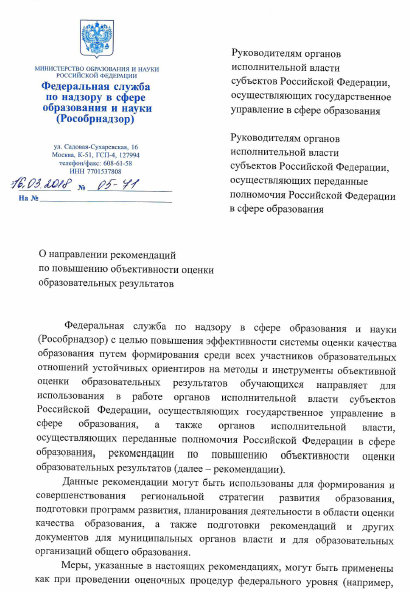 МИНИСТЕРСТВО ОБРАЗОВАНИЯ И НАУКИ
РОССИЙСКОЙ ФЕДЕРАЦИИ
Федеральная служба
по надзору в сфере
образования и науки
(Рособрнадзор)
ул. Садовая-Сухаревская, 16
Москва, К-51, ГСП-4, 127994
телефон/факс: 608-61-58
ИНН 7701537808
16.03.2018 № 05-71
На №
Руководителям органов
исполнительной власти
субъектов Российской Федерации,
осуществляющих государственное
управление в сфере образования
Руководителям органов
исполнительной власти
субъектов Российской Федерации,
осуществляющих переданные
полномочия Российской Федерации
в сфере образования
О направлении рекомендаций
по повышению объективности оценки
образовательных результатов
Федеральная служба по надзору в сфере образования и науки
(Рособрнадзор) с целью повышения эффективности системы оценки качества
образования путем формирования среди всех участников образовательных
отношений устойчивых ориентиров на методы и инструменты объективной
оценки образовательных результатов обучающихся направляет для
использования в работе органов исполнительной власти субъектов
Российской Федерации, осуществляющих государственное управление в
сфере образования, а также органов исполнительной власти,
осуществляющих переданные полномочия Российской Федерации в сфере
образования, рекомендации по повышению объективности оценки
образовательных результатов (далее – рекомендации).
Данные рекомендации могут быть использованы для формирования и
совершенствования региональной стратегии развития образования,
подготовки программ развития, планирования деятельности в области оценки
качества образования, а также подготовки рекомендаций и других
документов для муниципальных органов власти и для образовательных
организаций общего образования.
Меры, указанные в настоящих рекомендациях, могут быть применены
как при проведении оценочных процедур федерального уровня (например,